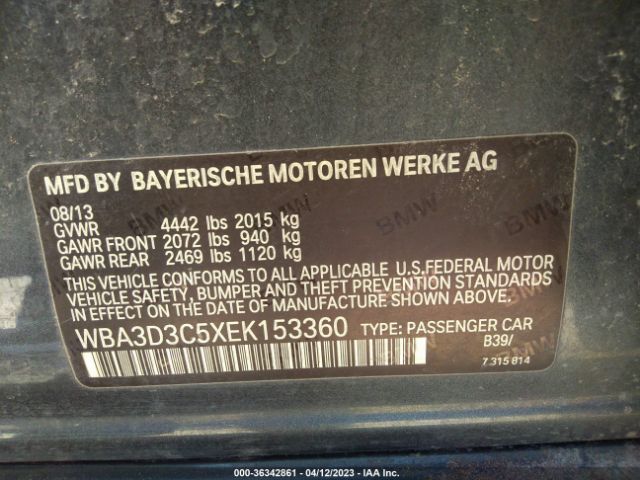 MFD BY BAYERISCHE MOTOREN WERKE AG
08/13
GVWR 4442 lbs 2015 kg
GAWR FRONT 2072 lbs 940 kg
GAWR REAR 2469 lbs 1120 kg
THIS VEHICLE CONFORMS TO ALL APPLICABLE U.S.FEDERAL MOTOR
VEHICLE SAFETY, BUMPER, AND THEFT PREVENTION STANDARDS
IN EFFECT ON THE DATE OF MANUFACTURE SHOWN ABOVE.
WBA3D3C5XEK153360 TYPE: PASSENGER CAR
B39/
7 315 814
BMW
000-36342861 - 04/12/2023 - IAA Inc.